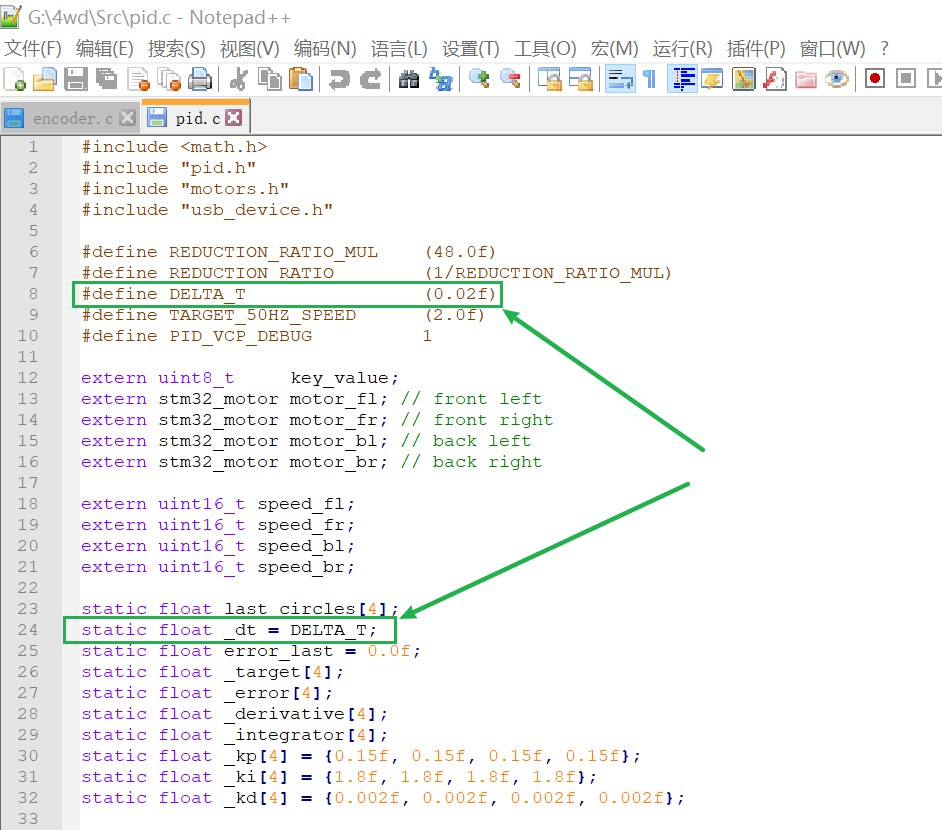 G:\4wd\Src\pid.c - Notepad++
文件(F) 编辑(E) 搜索(S) 视图(V) 编码(N) 语言(L) 设置(T) 工具(O) 宏(M) 运行(R) 插件(P) 窗口(W) ?
encoder.c pid.c
1 #include <math.h>
2 #include "pid.h"
3 #include "motors.h"
4 #include "usb_device.h"
5
6 #define REDUCTION_RATIO_MUL (48.0f)
7 #define REDUCTION_RATIO (1/REDUCTION_RATIO_MUL)
8 #define DELTA_T (0.02f)
9 #define TARGET_50HZ_SPEED (2.0f)
10 #define PID_VCP_DEBUG 1
11
12 extern uint8_t key_value;
13 extern stm32_motor motor_fl; // front left
14 extern stm32_motor motor_fr; // front right
15 extern stm32_motor motor_bl; // back left
16 extern stm32_motor motor_br; // back right
17
18 extern uint16_t speed_fl;
19 extern uint16_t speed_fr;
20 extern uint16_t speed_bl;
21 extern uint16_t speed_br;
22
23 static float last_circles[4];
24 static float _dt = DELTA_T;
25 static float error_last = 0.0f;
26 static float _target[4];
27 static float _error[4];
28 static float _derivative[4];
29 static float _integrator[4];
30 static float _kp[4] = {0.15f, 0.15f, 0.15f, 0.15f};
31 static float _ki[4] = {1.8f, 1.8f, 1.8f, 1.8f};
32 static float _kd[4] = {0.002f, 0.002f, 0.002f, 0.002f};
33